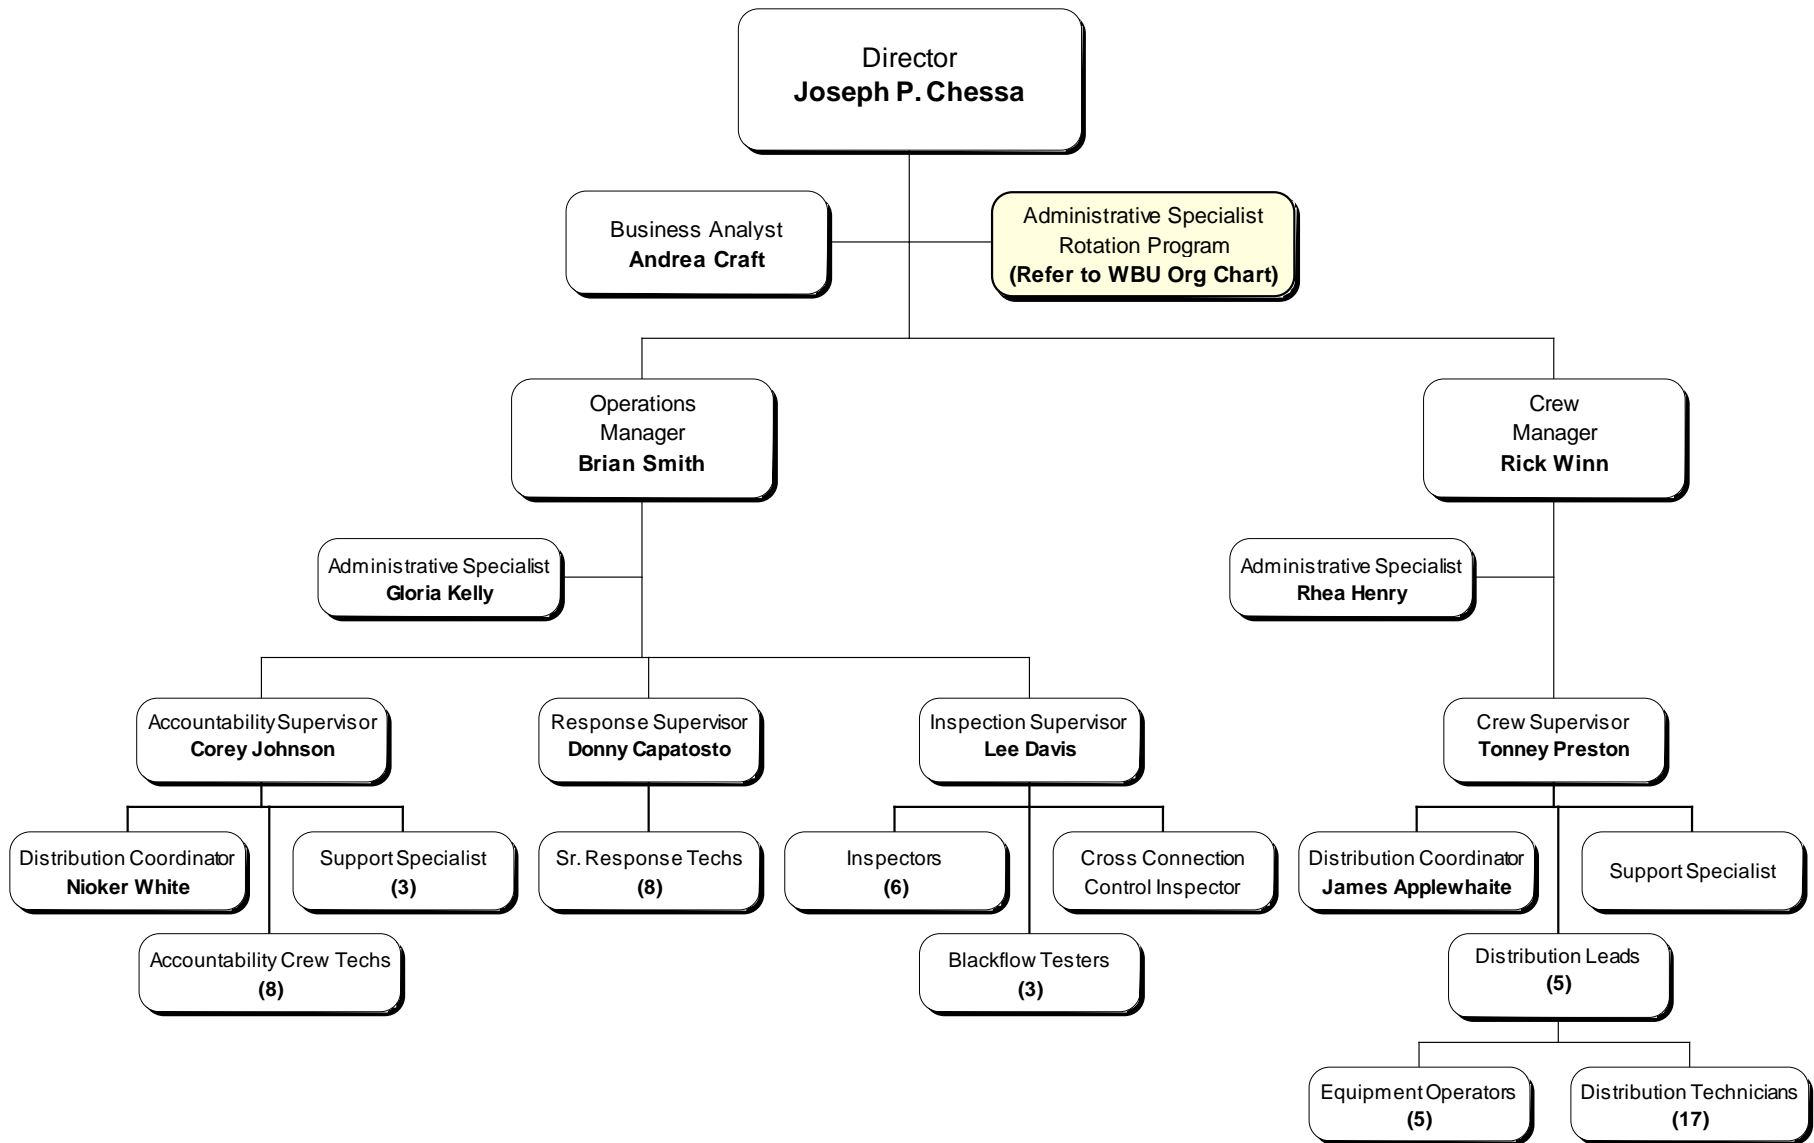 Director
Joseph P. Chessa
Business Analyst
Andrea Craft
Administrative Specialist
Rotation Program
(Refer to WBU Org Chart)
Operations
Manager
Brian Smith
Crew
Manager
Rick Winn
Administrative Specialist
Gloria Kelly
Administrative Specialist
Rhea Henry
Accountability Supervisor
Corey Johnson
Response Supervisor
Donny Capatosto
Inspection Supervisor
Lee Davis
Crew Supervisor
Tonney Preston
Distribution Coordinator
Nioker White
Support Specialist
(3)
Sr. Response Techs
(8)
Inspectors
(6)
Cross Connection
Control Inspector
Distribution Coordinator
James Applewhaite
Support Specialist
Accountability Crew Techs
(8)
Blackflow Testers
(3)
Distribution Leads
(5)
Equipment Operators
(5)
Distribution Technicians
(17)